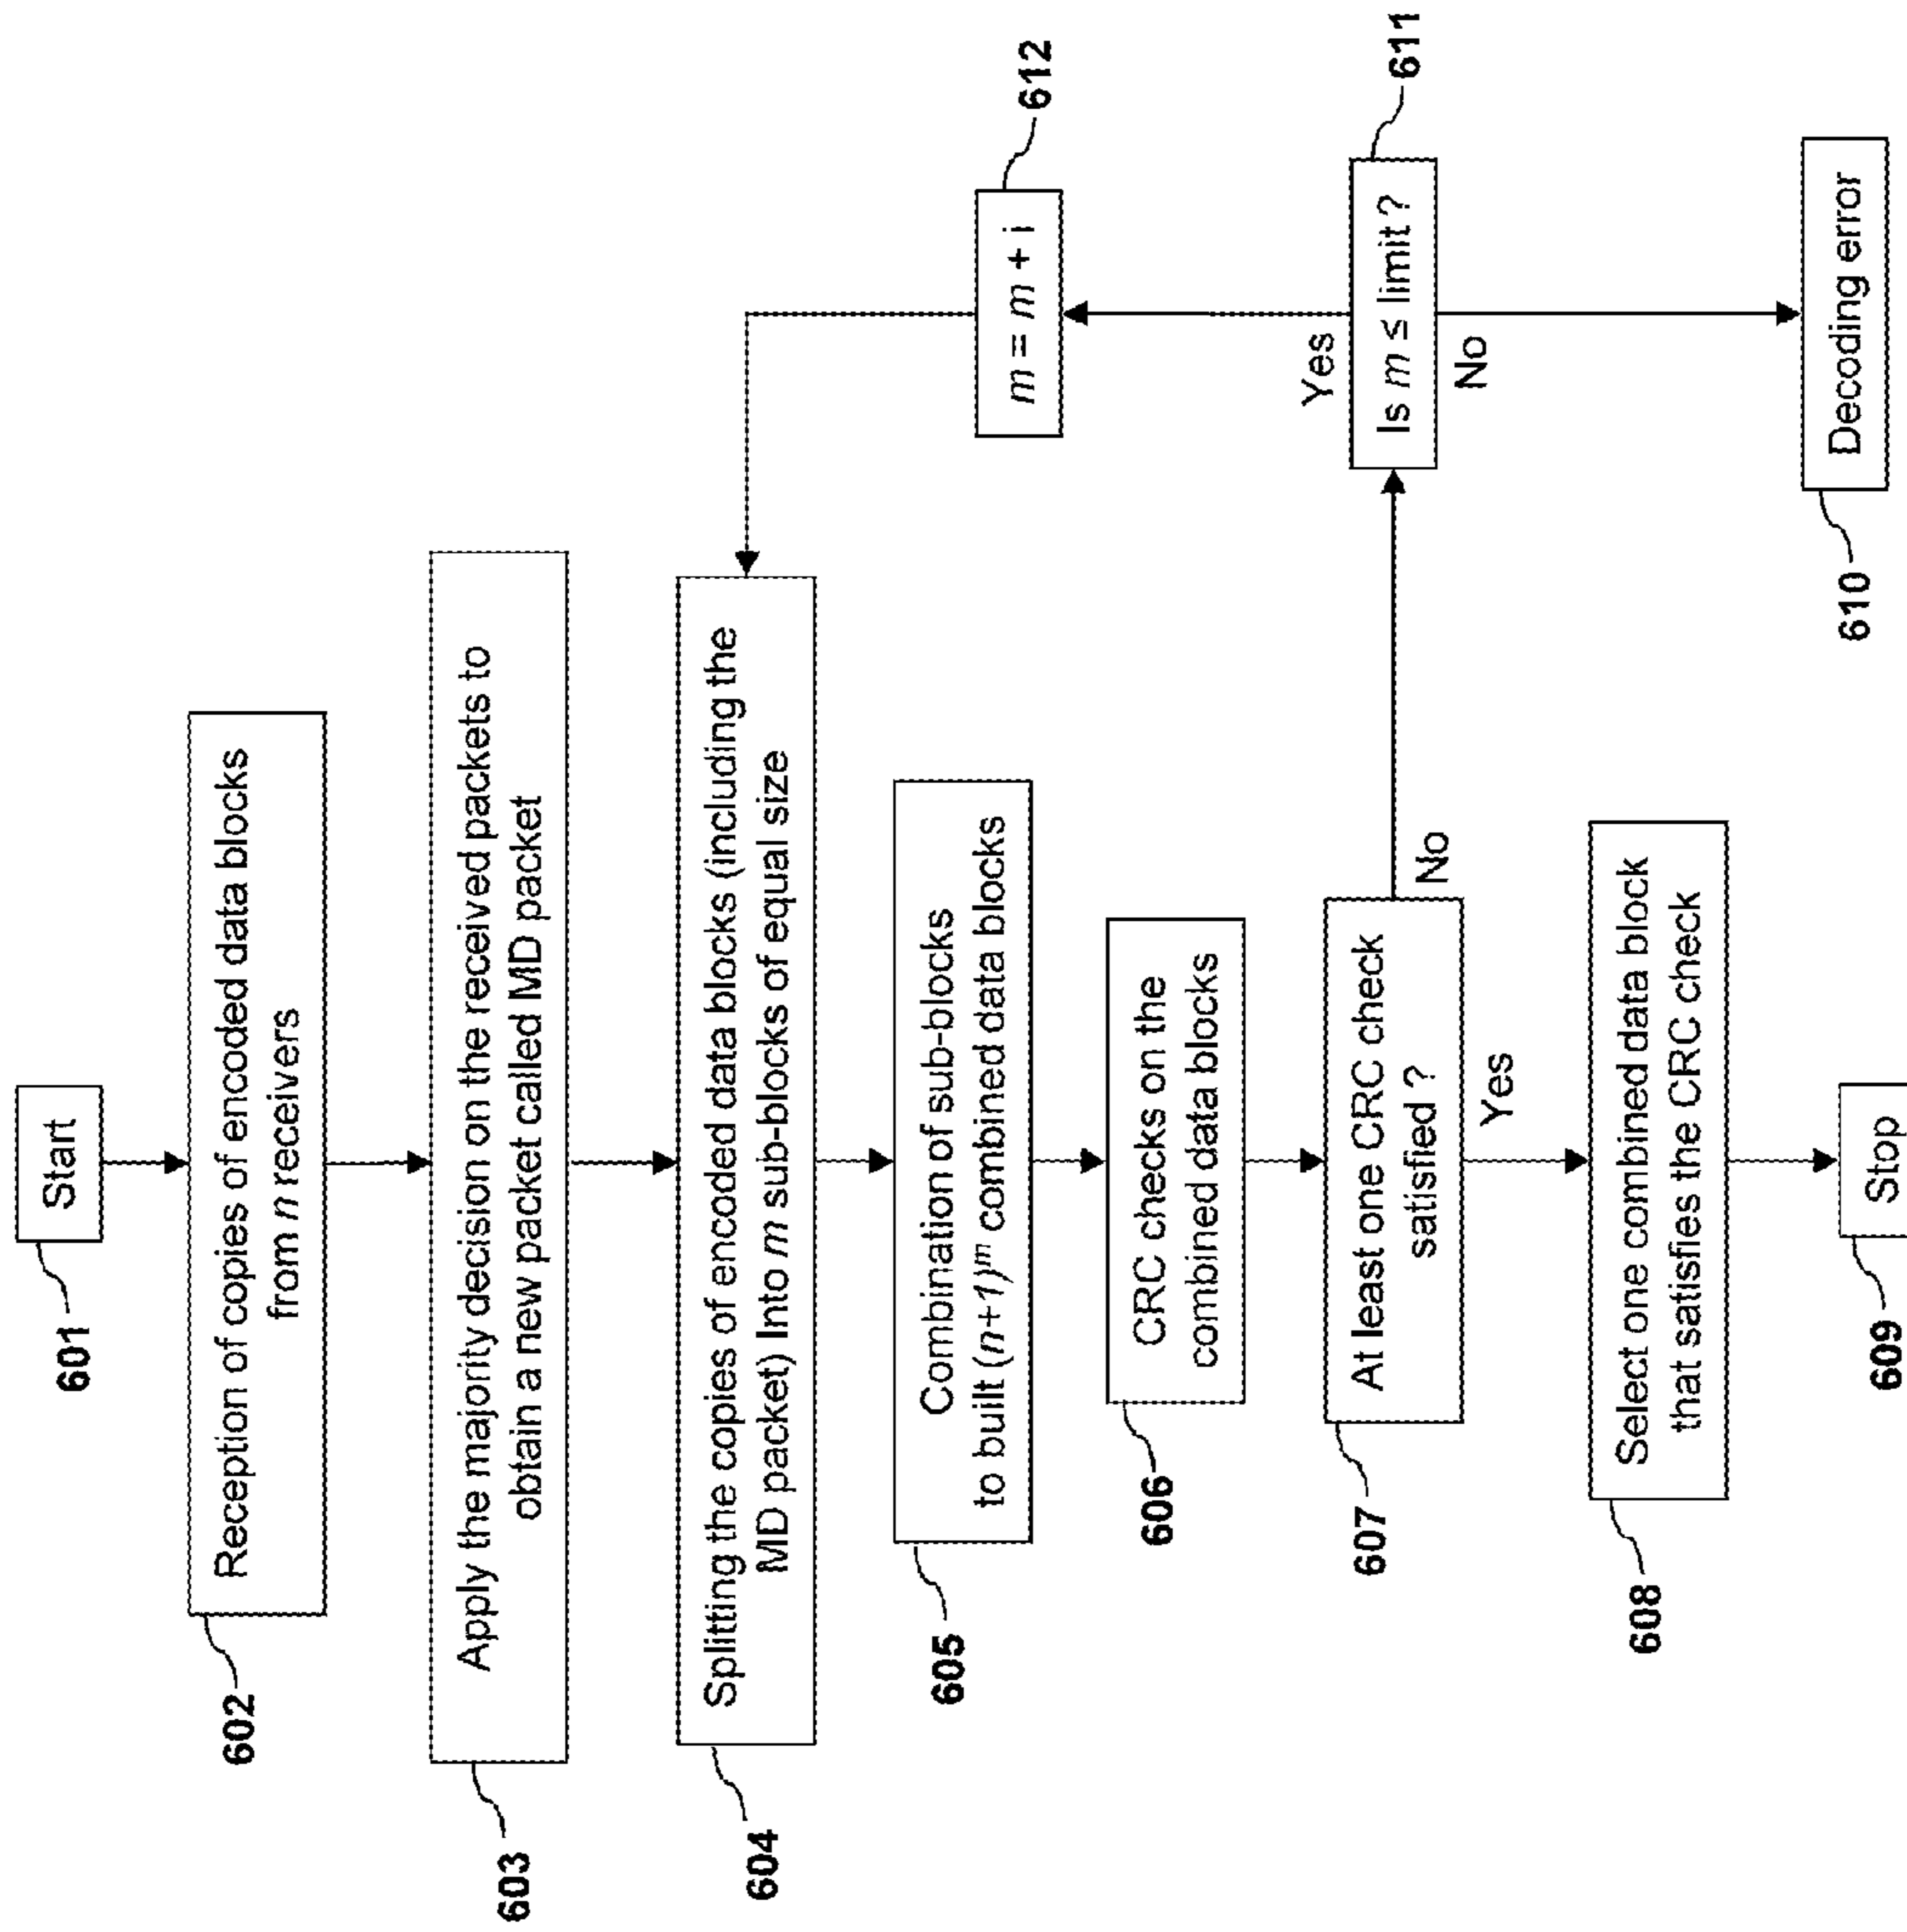 601
Start
602
Reception of copies of encoded data blocks
from n receivers
603
Apply the majority decision on the received packets to
obtain a new packet called MD packet
604
Splitting the copies of encoded data blocks (including the
MD packet) Into m sub-blocks of equal size
605
Combination of sub-blocks
to built (n+1)^m combined data blocks
606
CRC checks on the
combined data blocks
607
At least one CRC check
satisfied ?
No
Yes
608
Select one combined data block
that satisfies the CRC check
609
Stop
612
m = m + i
Yes
611
Is m ≤ limit ?
No
610
Decoding error